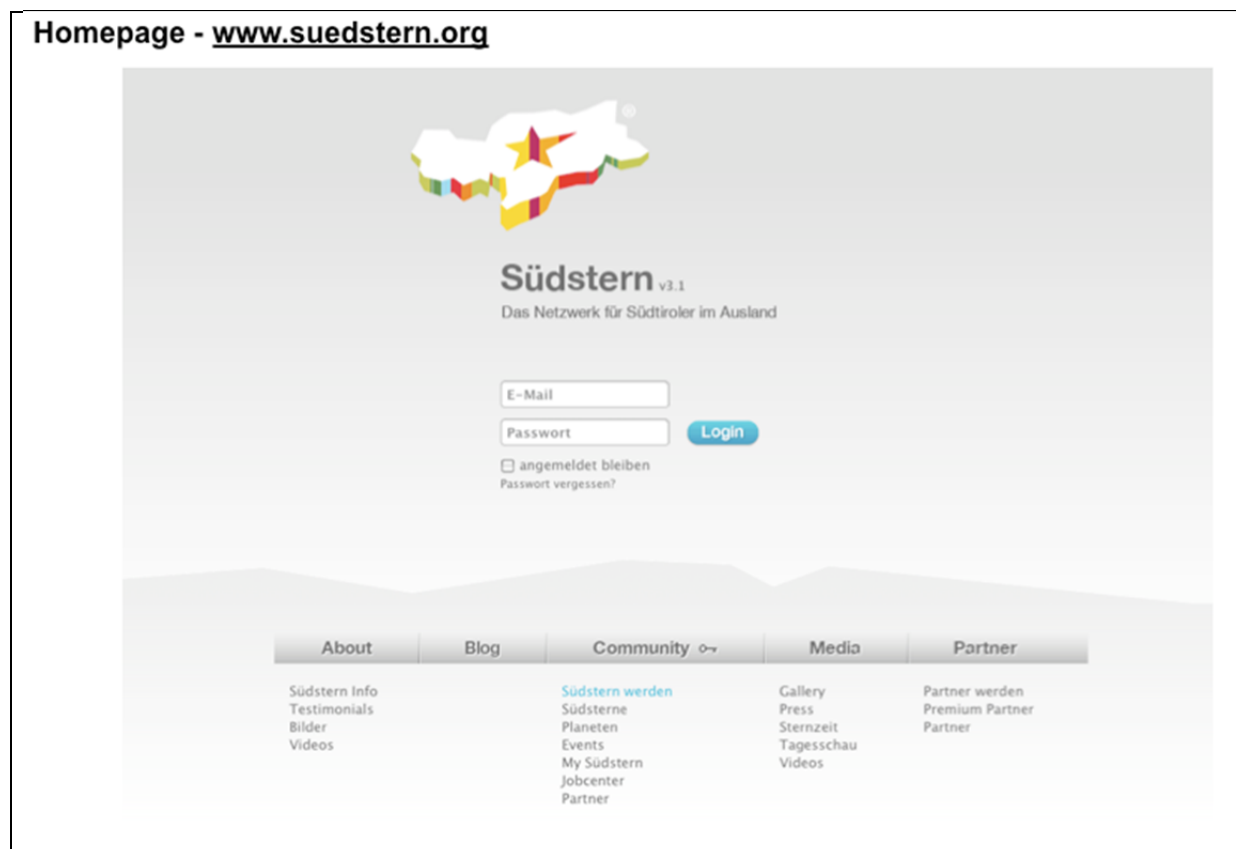 Homepage - www.suedstern.org
®
Südstern v3.1
Das Netzwerk für Südtiroler im Ausland
E-Mail
Passwort
Login
angemeldet bleiben
Passwort vergessen?
About Blog Community Media Partner
Südstern Info
Testimonials
Bilder
Videos
Südstern werden
Südsterne
Planeten
Events
My Südstern
Jobcenter
Partner
Gallery
Press
Sternzeit
Tagesschau
Videos
Partner werden
Premium Partner
Partner